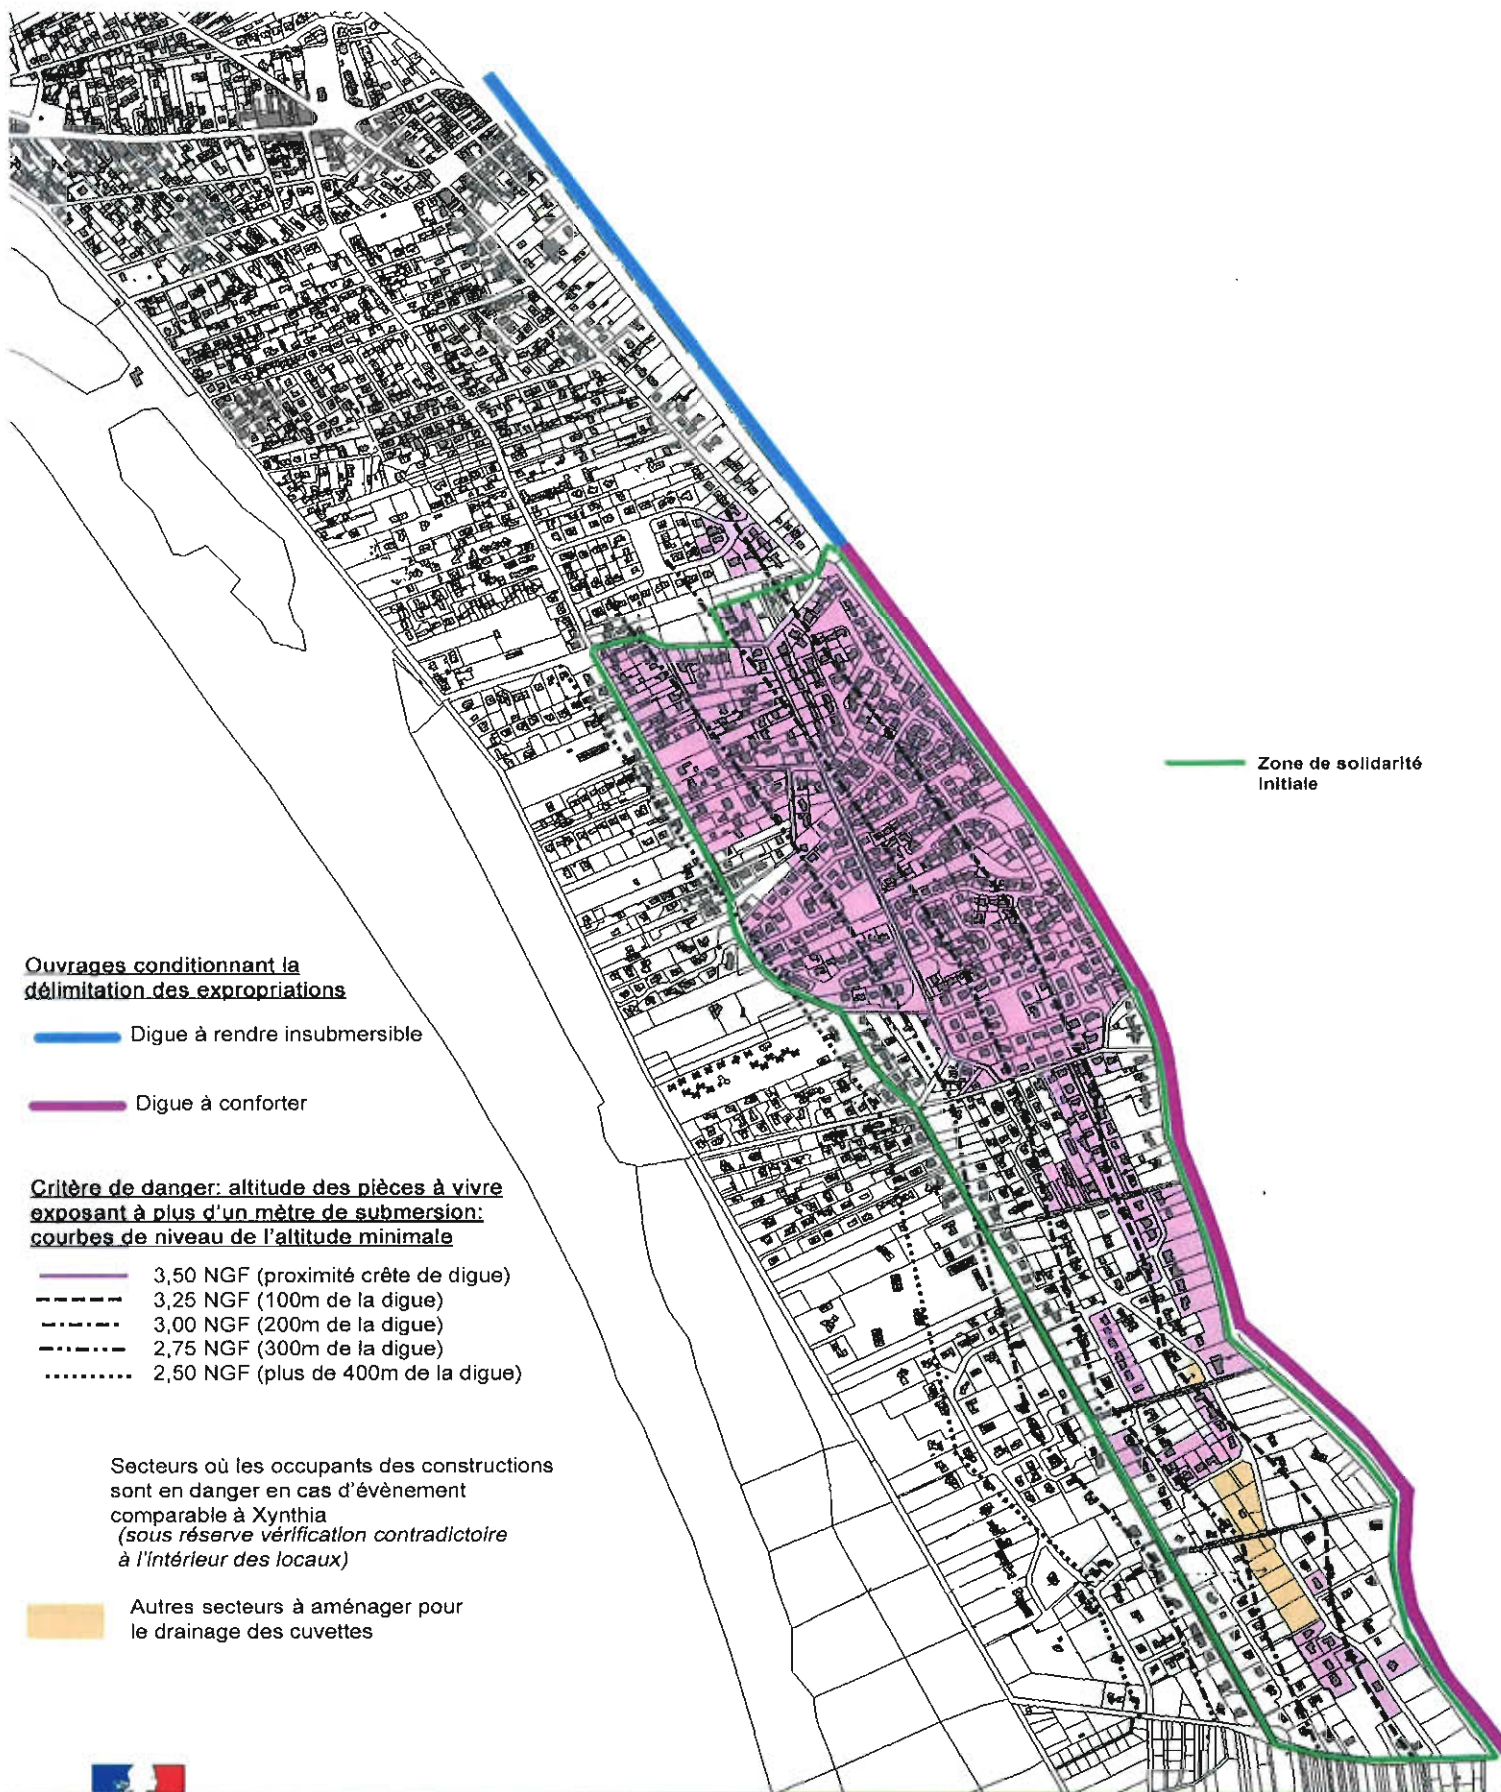 Zone de solidarité
Initiale
Ouvrages conditionnant la
délimitation des expropriations
Digue à rendre insubmersible
Digue à conforter
Critère de danger: altitude des pièces à vivre
exposant à plus d'un mètre de submersion:
courbes de niveau de l'altitude minimale
3,50 NGF (proximité crête de digue)
3,25 NGF (100m de la digue)
3,00 NGF (200m de la digue)
2,75 NGF (300m de la digue)
2,50 NGF (plus de 400m de la digue)
Secteurs où les occupants des constructions
sont en danger en cas d'évènement
comparable à Xynthia
(sous réserve vérification contradictoire
à l'intérieur des locaux)
Autres secteurs à aménager pour
le drainage des cuvettes